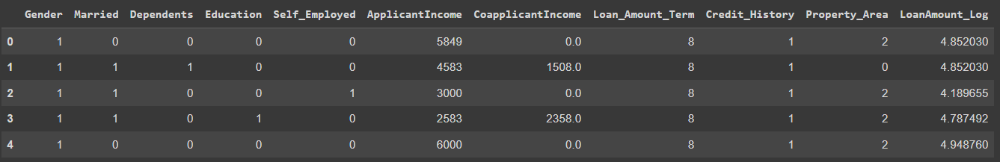 Gender Married Dependents Education Self_Employed ApplicantIncome CoapplicantIncome Loan_Amount_Term Credit_History Property_Area LoanAmount_Log
0 1 0 0 0 0 5849 0.0 8 1 2 4.852030
1 1 1 1 0 0 4583 1508.0 8 1 0 4.852030
2 1 1 0 0 1 3000 0.0 8 1 2 4.189655
3 1 1 0 1 0 2583 2358.0 8 1 2 4.787492
4 1 0 0 0 0 6000 0.0 8 1 2 4.948760